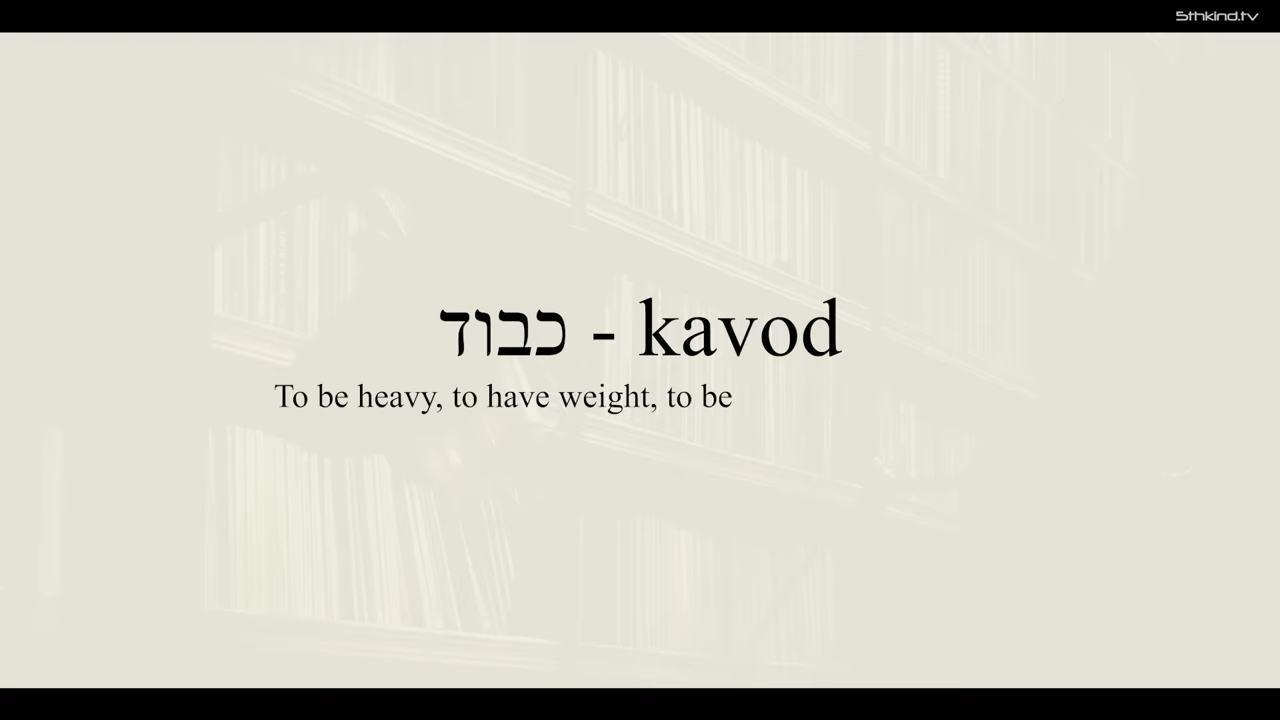 5thkind.tv
כבוד - kavod
To be heavy, to have weight, to be